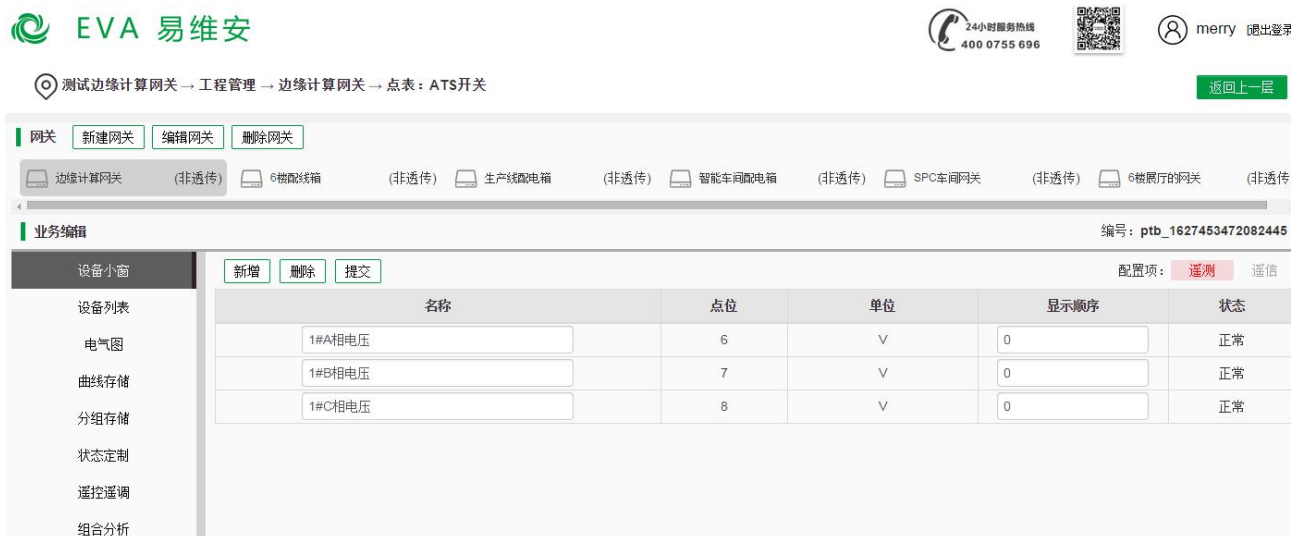 EVA 易维安
24小时服务热线
400 0755 696
merry 退出登录
测试边缘计算网关→工程管理→边缘计算网关→点表：ATS开关
返回上一层
网关 新建网关 编辑网关 删除网关
边缘计算网关 (非透传) 6楼配线箱 (非透传) 生产线配电箱 (非透传) 智能车间配电箱 (非透传) SPC车间网关 (非透传) 6楼展厅的网关 (非透传
业务编辑 编号：ptb_1627453472082445
设备小窗 新增 删除 提交 配置项： 遥测 遥信
设备列表 名称 点位 单位 显示顺序 状态
电气图 1#A相电压 6 V 0 正常
曲线存储 1#B相电压 7 V 0 正常
分组存储 1#C相电压 8 V 0 正常
状态定制
遥控遥调
组合分析